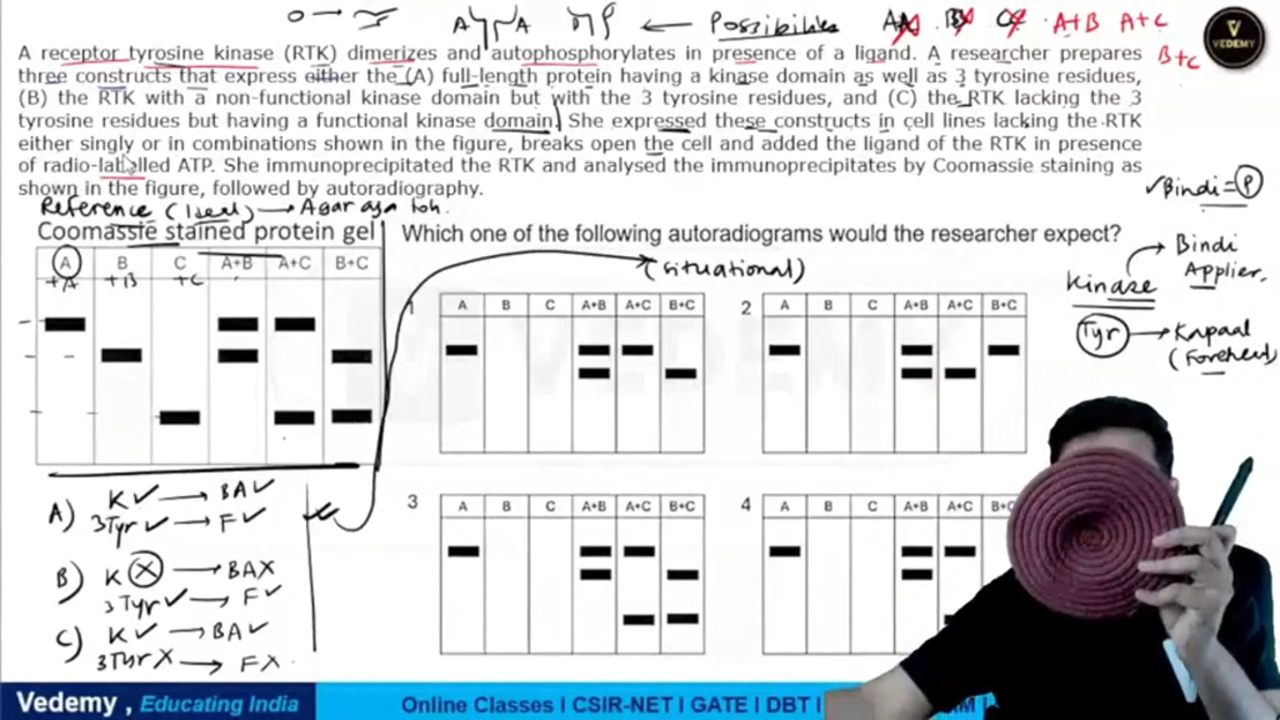 ← Possibilities AA BB CC A+B A+C
B+C
VEDEMY
A receptor tyrosine kinase (RTK) dimerizes and autophosphorylates in presence of a ligand. A researcher prepares
three constructs that express either the (A) full-length protein having a kinase domain as well as 3 tyrosine residues,
(B) the RTK with a non-functional kinase domain but with the 3 tyrosine residues, and (C) the RTK lacking the 3
tyrosine residues but having a functional kinase domain. She expressed these constructs in cell lines lacking the RTK
either singly or in combinations shown in the figure, breaks open the cell and added the ligand of the RTK in presence
of radio-labelled ATP. She immunoprecipitated the RTK and analysed the immunoprecipitates by Coomassie staining as
shown in the figure, followed by autoradiography.
✓Bindi = P
Reference (Ideal) → Agar aga toh.
Coomassie stained protein gel
Which one of the following autoradiograms would the researcher expect?
(situational)
Kinase → Bindi Applier.
Tyr → Kapaal (Forehead)
A B C A+B A+C B+C
+A +B +C
1 A B C A+B A+C B+C
2 A B C A+B A+C B+C
3 A B C A+B A+C B+C
4 A B C A+B A+C
A) K✓ → BA✓
3Tyr✓ → F✓
B) K X → BAX
3Tyr✓ → F✓
C) K✓ → BA✓
3Tyr X → FX
Vedemy , Educating India
Online Classes I CSIR-NET I GATE I DBT I